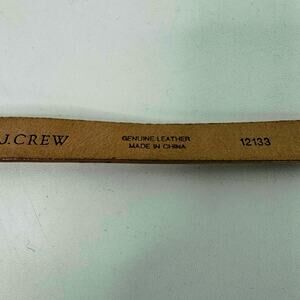 J.CREW
GENUINE LEATHER
MADE IN CHINA
12133